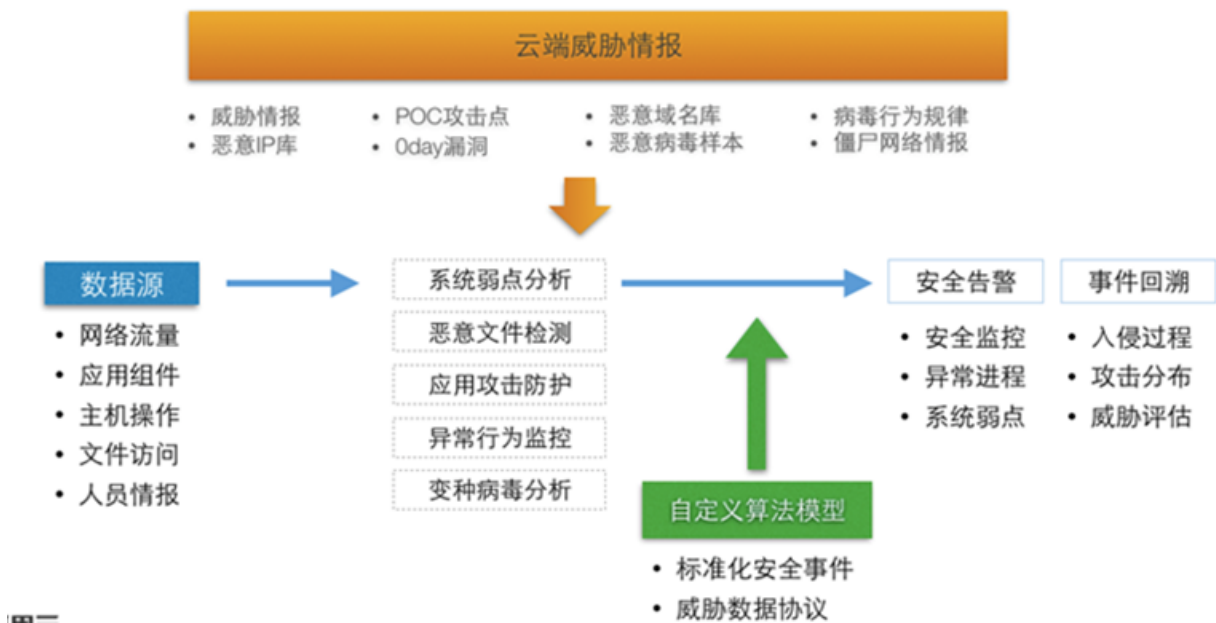 云端威胁情报
• 威胁情报
• 恶意IP库
• POC攻击点
• 0day漏洞
• 恶意域名库
• 恶意病毒样本
• 病毒行为规律
• 僵尸网络情报
数据源
• 网络流量
• 应用组件
• 主机操作
• 文件访问
• 人员情报
系统弱点分析
恶意文件检测
应用攻击防护
异常行为监控
变种病毒分析
自定义算法模型
• 标准化安全事件
• 威胁数据协议
安全告警
• 安全监控
• 异常进程
• 系统弱点
事件回溯
• 入侵过程
• 攻击分布
• 威胁评估